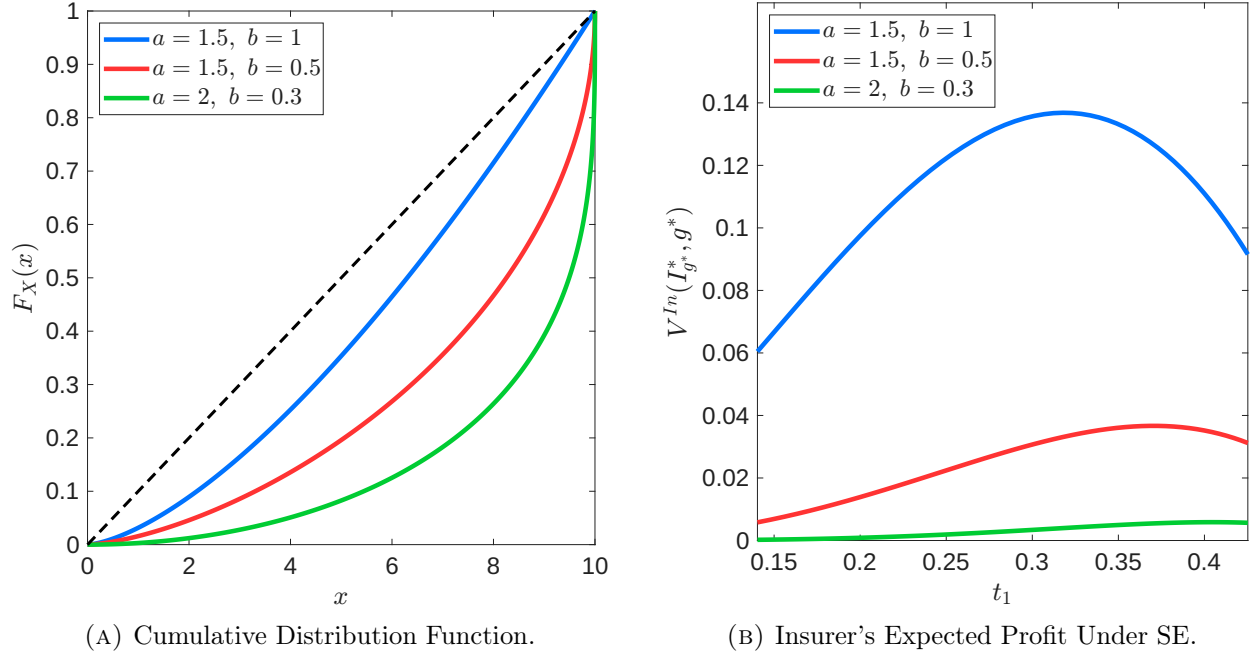 a = 1.5, b = 1
a = 1.5, b = 0.5
a = 2, b = 0.3
1
0.9
0.8
0.7
0.6
0.5
0.4
0.3
0.2
0.1
0
F_X(x)
0 2 4 6 8 10
x
(A) Cumulative Distribution Function.
a = 1.5, b = 1
a = 1.5, b = 0.5
a = 2, b = 0.3
0.14
0.12
0.1
0.08
0.06
0.04
0.02
0
V^{In}(I^*_{g^*}, g^*)
0.15 0.2 0.25 0.3 0.35 0.4
t_1
(B) Insurer's Expected Profit Under SE.